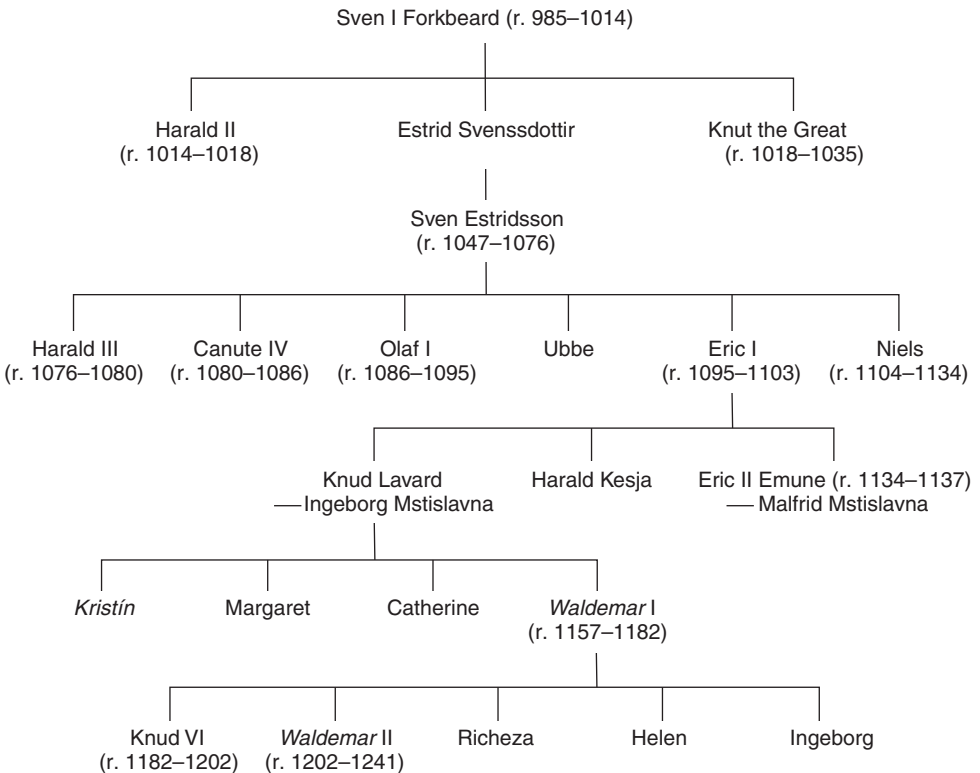 Sven I Forkbeard (r. 985–1014)
Harald II Estrid Svenssdottir Knut the Great
(r. 1014–1018) (r. 1018–1035)
Sven Estridsson
(r. 1047–1076)
Harald III Canute IV Olaf I Ubbe Eric I Niels
(r. 1076–1080) (r. 1080–1086) (r. 1086–1095) (r. 1095–1103) (r. 1104–1134)
Knud Lavard Harald Kesja Eric II Emune (r. 1134–1137)
— Ingeborg Mstislavna — Malfrid Mstislavna
Kristín Margaret Catherine Waldemar I
(r. 1157–1182)
Knud VI Waldemar II Richeza Helen Ingeborg
(r. 1182–1202) (r. 1202–1241)